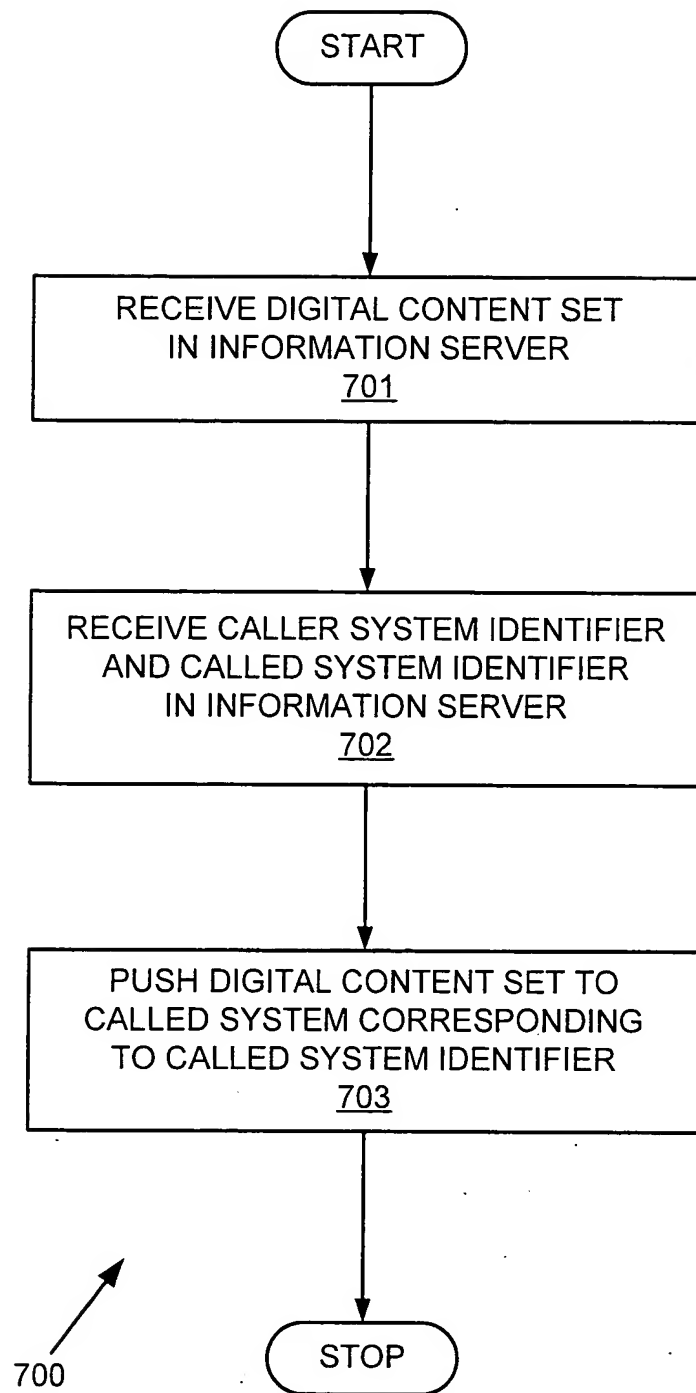 START
RECEIVE DIGITAL CONTENT SET
IN INFORMATION SERVER
701
RECEIVE CALLER SYSTEM IDENTIFIER
AND CALLED SYSTEM IDENTIFIER
IN INFORMATION SERVER
702
PUSH DIGITAL CONTENT SET TO
CALLED SYSTEM CORRESPONDING
TO CALLED SYSTEM IDENTIFIER
703
STOP
700